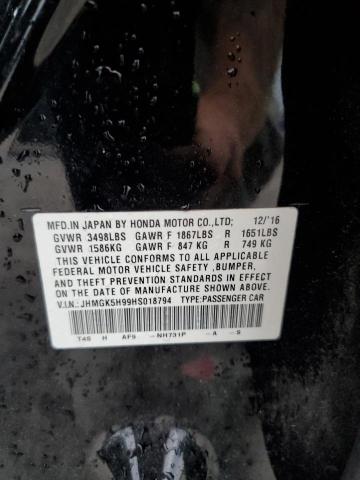 MFD.IN JAPAN BY HONDA MOTOR CO.,LTD; 12/'16
GVWR 3498LBS GAWR F 1867LBS R 1651LBS
GVWR 1586KG GAWR F 847 KG R 749 KG
THIS VEHICLE CONFORMS TO ALL APPLICABLE
FEDERAL MOTOR VEHICLE SAFETY ,BUMPER,
AND THEFT PREVENTION STANDARDS IN EFFECT
ON THE DATE OF MANUFACTURE SHOWN ABOVE.
V.I.N.:JHMGK5H99HS018794 TYPE:PASSENGER CAR
T4S H AF9 -NH731P -A -S